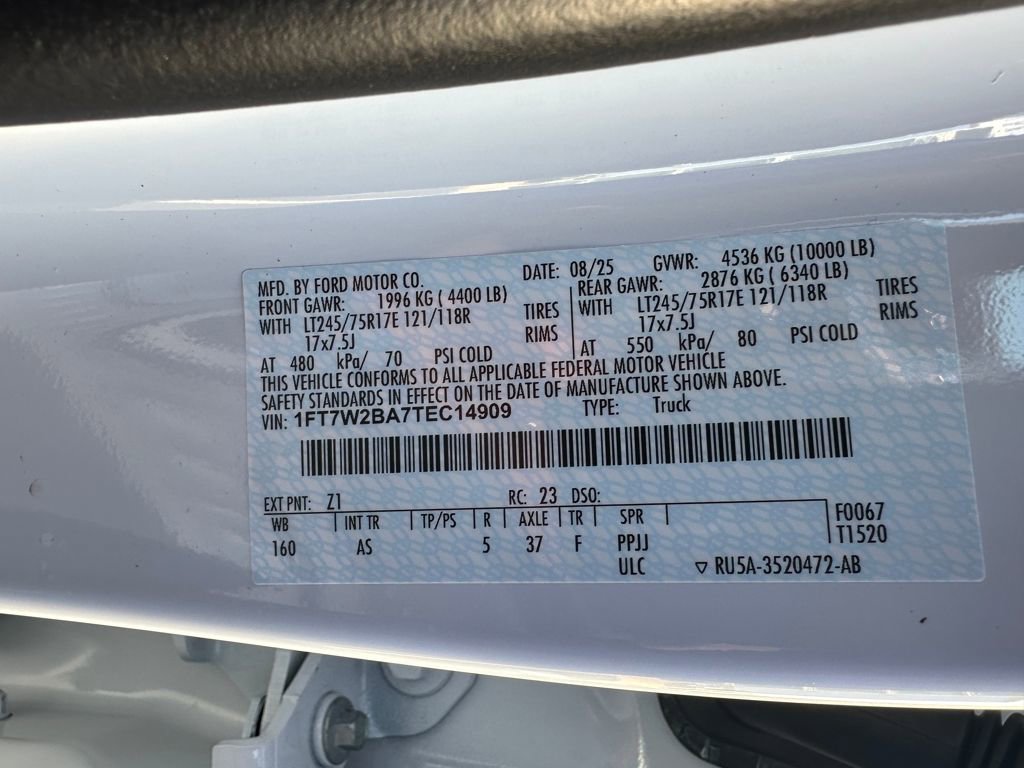 MFD. BY FORD MOTOR CO. DATE: 08/25 GVWR: 4536 KG (10000 LB)
FRONT GAWR: 1996 KG ( 4400 LB) REAR GAWR: 2876 KG ( 6340 LB)
WITH LT245/75R17E 121/118R TIRES WITH LT245/75R17E 121/118R TIRES
17x7.5J RIMS 17x7.5J RIMS
AT 480 kPa/ 70 PSI COLD AT 550 kPa/ 80 PSI COLD
THIS VEHICLE CONFORMS TO ALL APPLICABLE FEDERAL MOTOR VEHICLE
SAFETY STANDARDS IN EFFECT ON THE DATE OF MANUFACTURE SHOWN ABOVE.
VIN: 1FT7W2BA7TEC14909 TYPE: Truck
EXT PNT: Z1 RC: 23 DSO:
WB INT TR TP/PS R AXLE TR SPR F0067
160 AS 5 37 F PPJJ T1520
ULC ▽ RU5A-3520472-AB